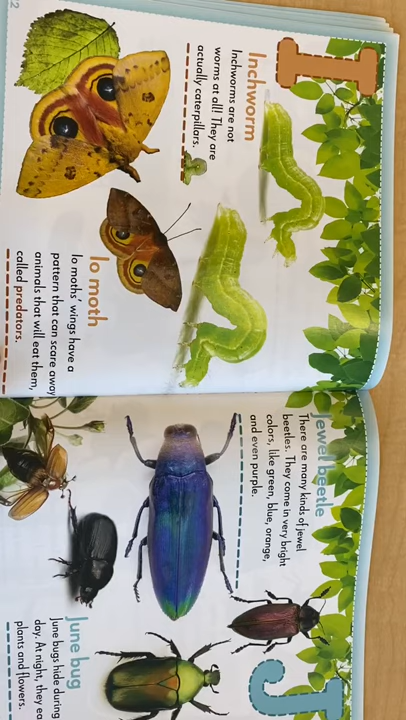 I
Inchworm
Inchworms are not
worms at all! They are
actually caterpillars.
Io moth
Io moths' wings have a
pattern that can scare away
animals that will eat them,
called predators.
J
Jewel beetle
There are many kinds of jewel
beetles. They come in very bright
colors, like green, blue, orange,
and even purple.
June bug
June bugs hide during
day. At night, they ea
plants and flowers.